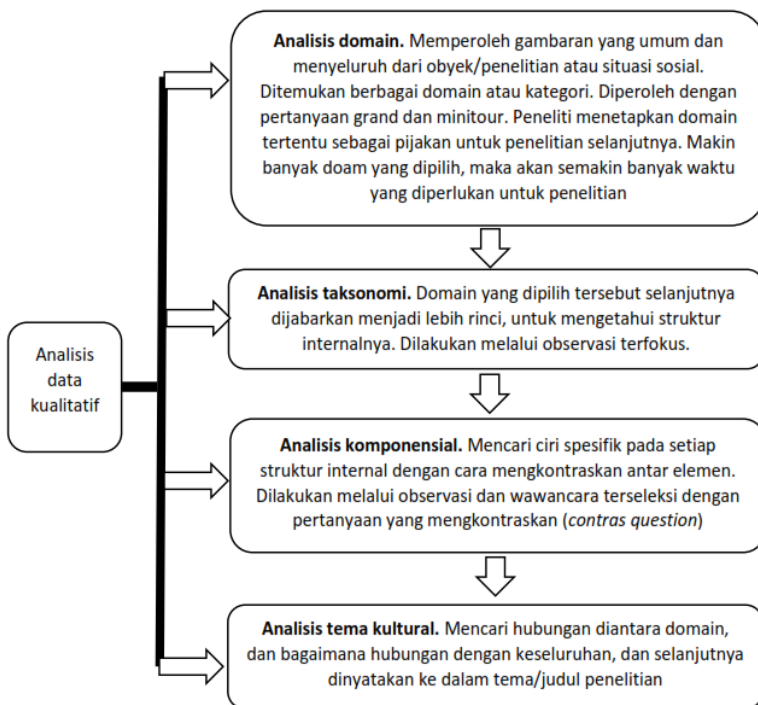 Analisis domain. Memperoleh gambaran yang umum dan
menyeluruh dari obyek/penelitian atau situasi sosial.
Ditemukan berbagai domain atau kategori. Diperoleh dengan
pertanyaan grand dan minitour. Peneliti menetapkan domain
tertentu sebagai pijakan untuk penelitian selanjutnya. Makin
banyak doam yang dipilih, maka akan semakin banyak waktu
yang diperlukan untuk penelitian
Analisis taksonomi. Domain yang dipilih tersebut selanjutnya
dijabarkan menjadi lebih rinci, untuk mengetahui struktur
internalnya. Dilakukan melalui observasi terfokus.
Analisis
data
kualitatif
Analisis komponensial. Mencari ciri spesifik pada setiap
struktur internal dengan cara mengkontraskan antar elemen.
Dilakukan melalui observasi dan wawancara terseleksi dengan
pertanyaan yang mengkontraskan (contras question)
Analisis tema kultural. Mencari hubungan diantara domain,
dan bagaimana hubungan dengan keseluruhan, dan selanjutnya
dinyatakan ke dalam tema/judul penelitian